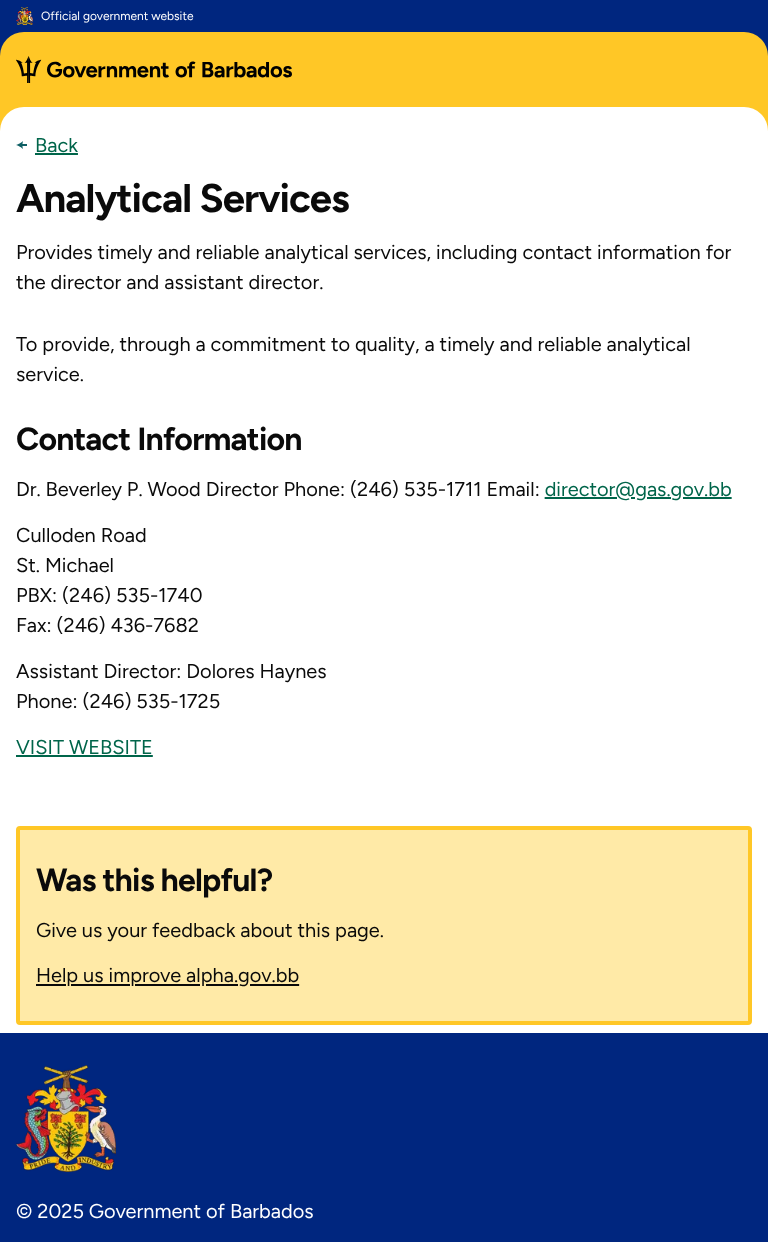 Official government website
Government of Barbados
Back
Analytical Services
Provides timely and reliable analytical services, including contact information for
the director and assistant director.
To provide, through a commitment to quality, a timely and reliable analytical
service.
Contact Information
Dr. Beverley P. Wood Director Phone: (246) 535-1711 Email: director@gas.gov.bb
Culloden Road
St. Michael
PBX: (246) 535-1740
Fax: (246) 436-7682
Assistant Director: Dolores Haynes
Phone: (246) 535-1725
VISIT WEBSITE
Was this helpful?
Give us your feedback about this page.
Help us improve alpha.gov.bb
PRIDE AND INDUSTRY
© 2025 Government of Barbados